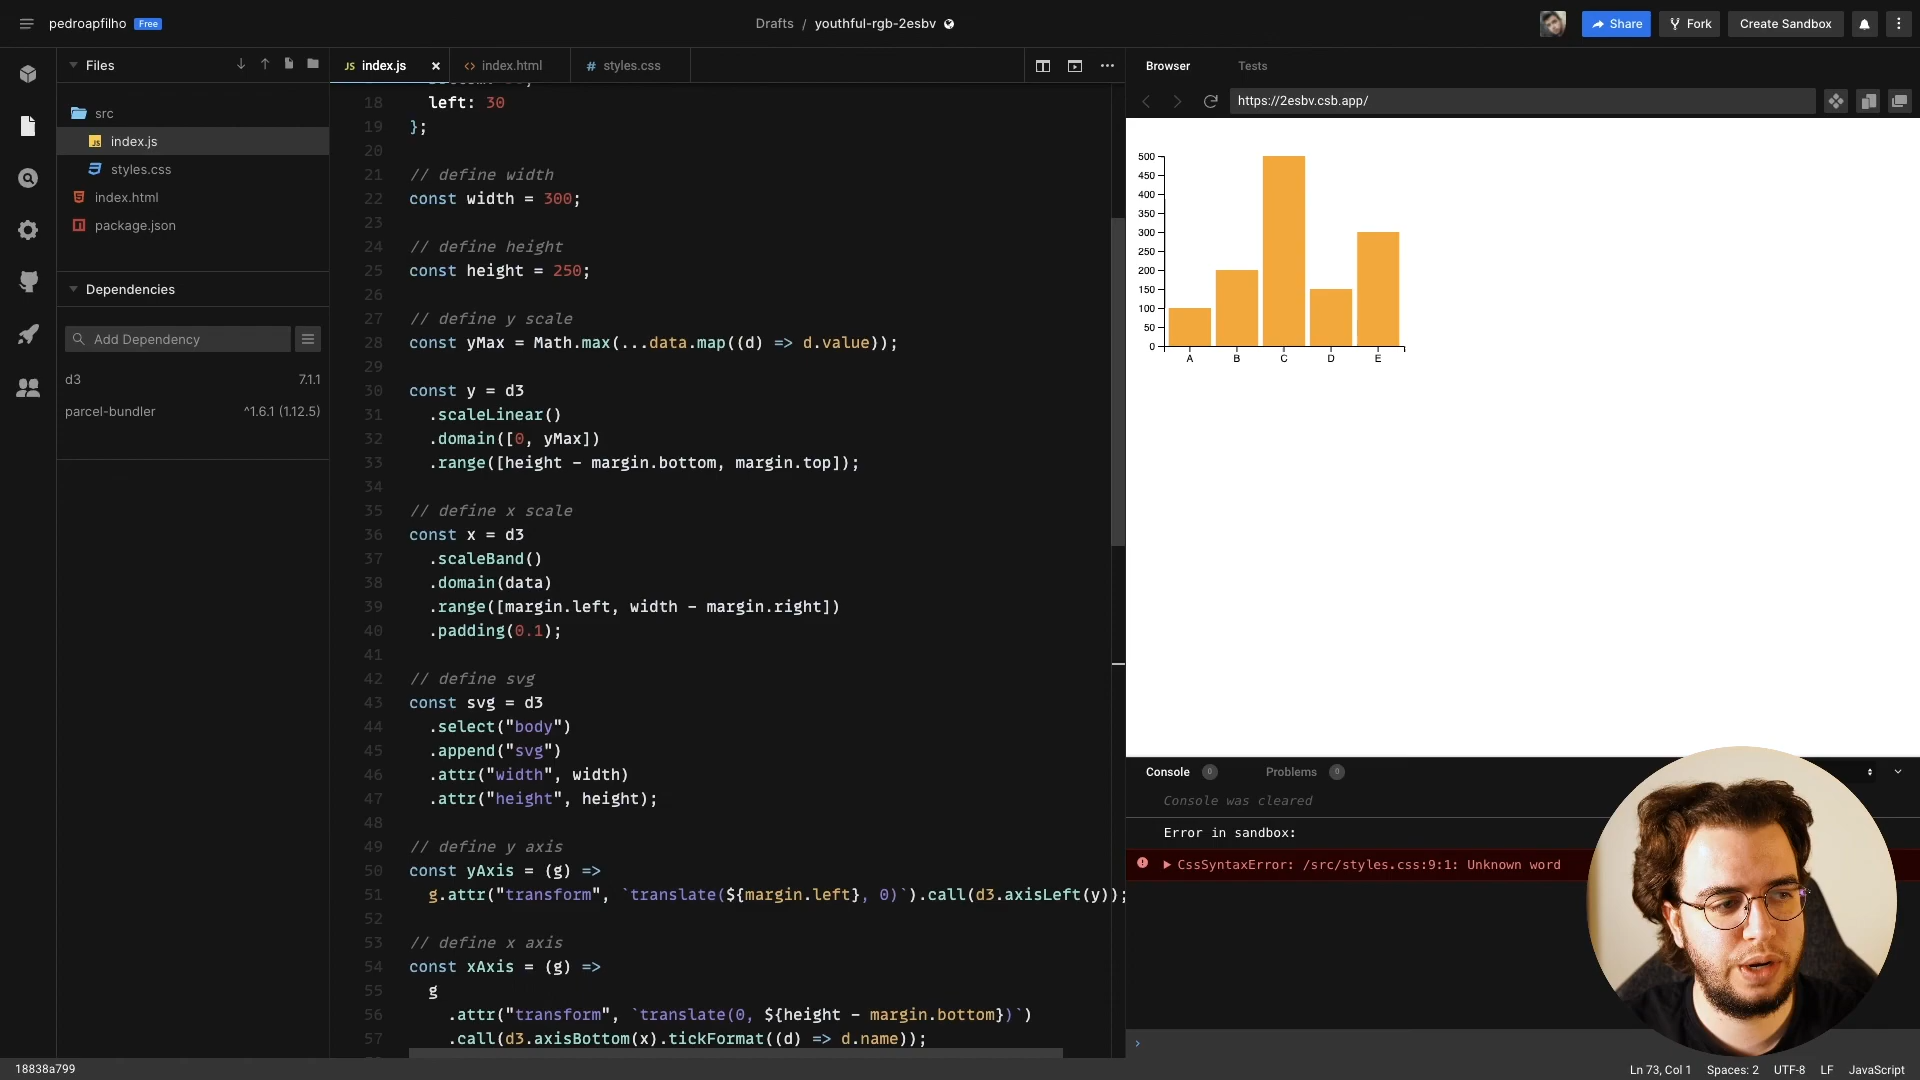 pedroapfilho Free
Drafts / youthful-rgb-2esbv
Share
Fork
Create Sandbox
Files
src
index.js
styles.css
index.html
package.json
Dependencies
Add Dependency
d3 7.1.1
parcel-bundler ^1.6.1 (1.12.5)
JS index.js
<> index.html
# styles.css
18 left: 30
19 };
20
21 // define width
22 const width = 300;
23
24 // define height
25 const height = 250;
26
27 // define y scale
28 const yMax = Math.max(...data.map((d) => d.value));
29
30 const y = d3
31 .scaleLinear()
32 .domain([0, yMax])
33 .range([height - margin.bottom, margin.top]);
34
35 // define x scale
36 const x = d3
37 .scaleBand()
38 .domain(data)
39 .range([margin.left, width - margin.right])
40 .padding(0.1);
41
42 // define svg
43 const svg = d3
44 .select("body")
45 .append("svg")
46 .attr("width", width)
47 .attr("height", height);
48
49 // define y axis
50 const yAxis = (g) =>
51 g.attr("transform", `translate(${margin.left}, 0)`).call(d3.axisLeft(y));
52
53 // define x axis
54 const xAxis = (g) =>
55 g
56 .attr("transform", `translate(0, ${height - margin.bottom})`)
57 .call(d3.axisBottom(x).tickFormat((d) => d.name));
Browser
Tests
https://2esbv.csb.app/
500
450
400
350
300
250
200
150
100
50
0
A B C D E
Console 0
Problems 0
Console was cleared
Error in sandbox:
CssSyntaxError: /src/styles.css:9:1: Unknown word
18838a799
Ln 73, Col 1 Spaces: 2 UTF-8 LF JavaScript